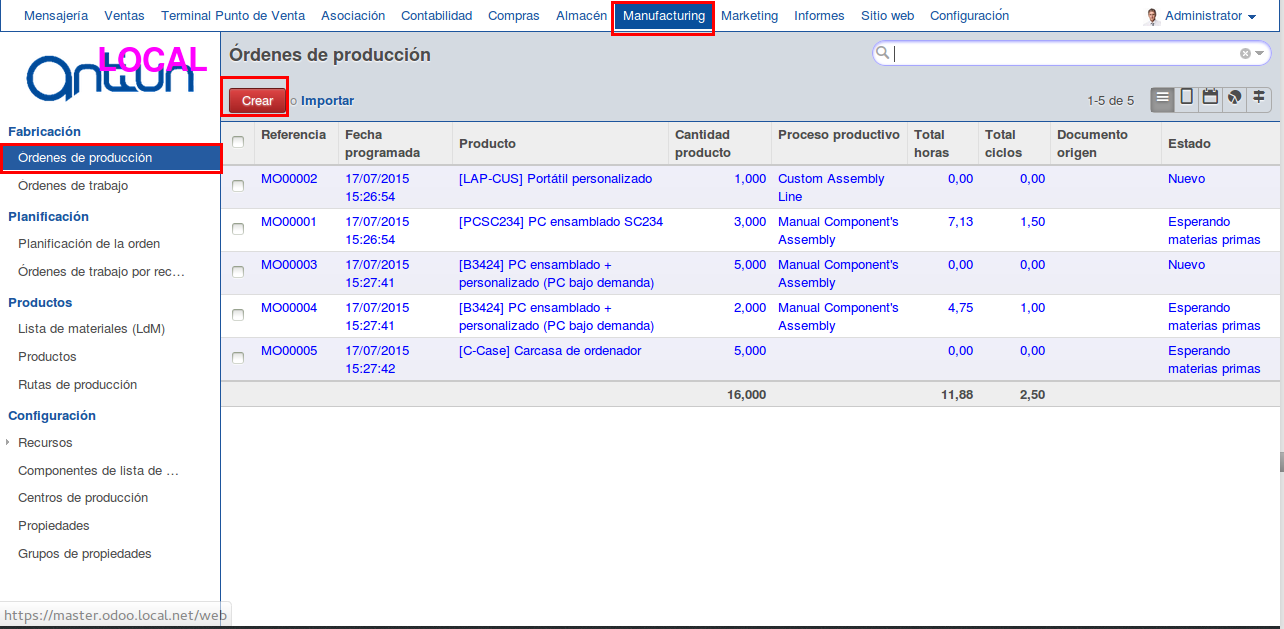 Mensajería Ventas Terminal Punto de Venta Asociación Contabilidad Compras Almacén Manufacturing Marketing Informes Sitio web Configuración Administrator
LOCAL
antiun
Fabricación
Ordenes de producción
Ordenes de trabajo
Planificación
Planificación de la orden
Órdenes de trabajo por rec…
Productos
Lista de materiales (LdM)
Productos
Rutas de producción
Configuración
Recursos
Componentes de lista de …
Centros de producción
Propiedades
Grupos de propiedades
https://master.odoo.local.net/web
Órdenes de producción
Crear o Importar
1-5 de 5
Referencia Fecha programada Producto Cantidad producto Proceso productivo Total horas Total ciclos Documento origen Estado
MO00002 17/07/2015 15:26:54 [LAP-CUS] Portátil personalizado 1,000 Custom Assembly Line 0,00 0,00 Nuevo
MO00001 17/07/2015 15:26:54 [PCSC234] PC ensamblado SC234 3,000 Manual Component's Assembly 7,13 1,50 Esperando materias primas
MO00003 17/07/2015 15:27:41 [B3424] PC ensamblado + personalizado (PC bajo demanda) 5,000 Manual Component's Assembly 0,00 0,00 Nuevo
MO00004 17/07/2015 15:27:41 [B3424] PC ensamblado + personalizado (PC bajo demanda) 2,000 Manual Component's Assembly 4,75 1,00 Esperando materias primas
MO00005 17/07/2015 15:27:42 [C-Case] Carcasa de ordenador 5,000 0,00 0,00 Esperando materias primas
16,000 11,88 2,50